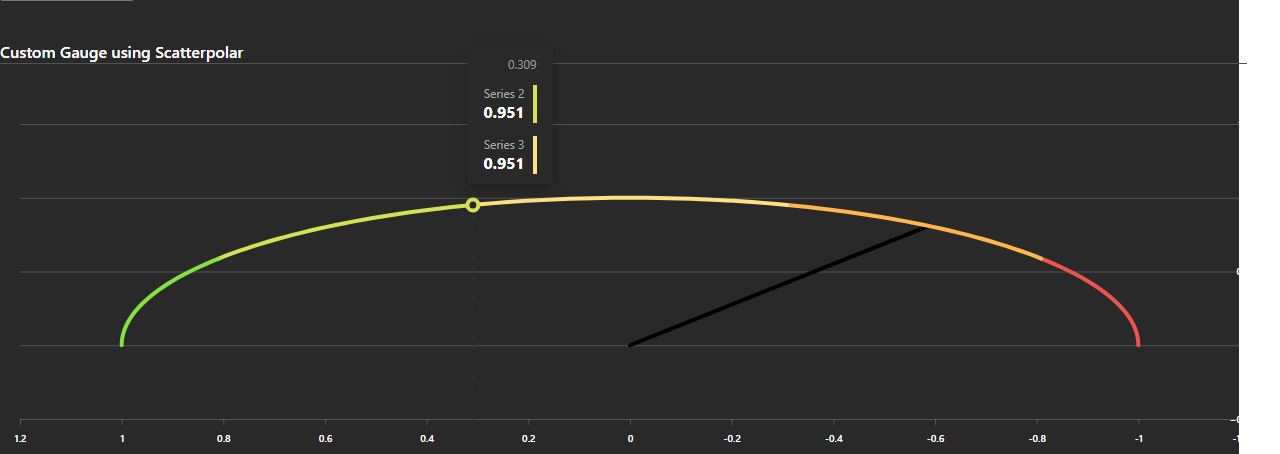 Custom Gauge using Scatterpolar
0.309
Series 2
0.951
Series 3
0.951
1.2 1 0.8 0.6 0.4 0.2 0 -0.2 -0.4 -0.6 -0.8 -1